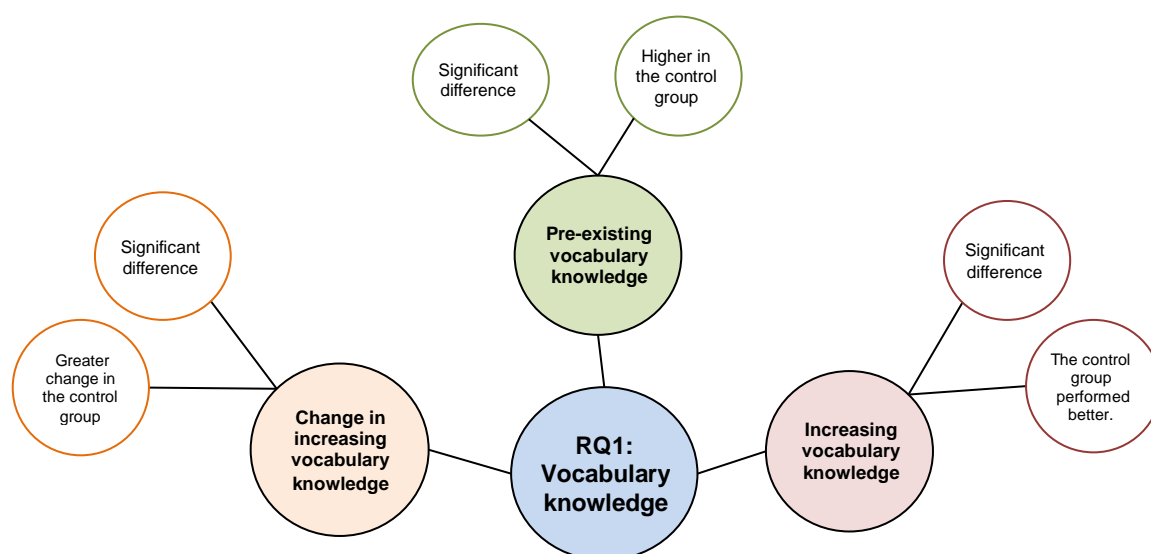 Significant
difference
Higher in
the control
group
Pre-existing
vocabulary
knowledge
Significant
difference
Greater
change in
the control
group
Change in
increasing
vocabulary
knowledge
RQ1:
Vocabulary
knowledge
Increasing
vocabulary
knowledge
Significant
difference
The control
group
performed
better.